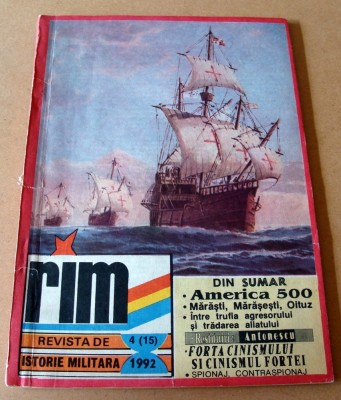 rim
REVISTA DE
ISTORIE MILITARA
4 (15)
1992
DIN SUMAR
America 500
• Mărăşti, Mărăşeşti, Oituz
• Între trufia agresorului
şi trădarea aliatului
• Restituiri: Antonescu
• FORŢA CINISMULUI
ŞI CINISMUL FORŢEI
• SPIONAJ, CONTRASPIONAJ